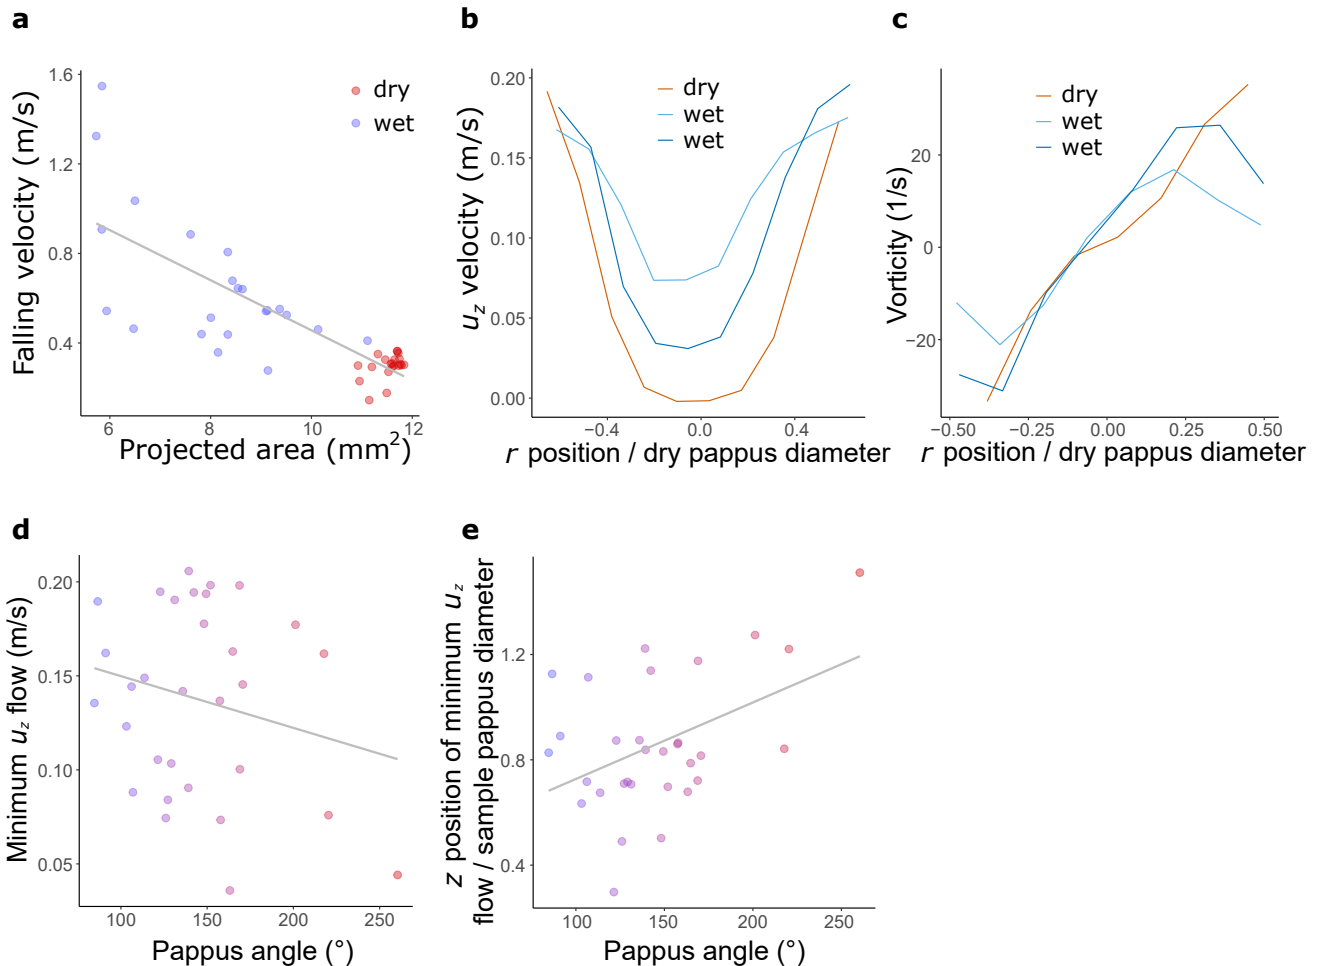 a
1.6
1.2
0.8
0.4
6
8
10
12
Falling velocity (m/s)
Projected area (mm²)
dry
wet
b
0.20
0.15
0.10
0.05
0.00
−0.4
0.0
0.4
u_z velocity (m/s)
r position / dry pappus diameter
dry
wet
wet
c
20
0
−20
−0.50
−0.25
0.00
0.25
0.50
Vorticity (1/s)
r position / dry pappus diameter
dry
wet
wet
d
0.20
0.15
0.10
0.05
100
150
200
250
Minimum u_z flow (m/s)
Pappus angle (°)
e
1.2
0.8
0.4
100
150
200
250
z position of minimum u_z
flow / sample pappus diameter
Pappus angle (°)